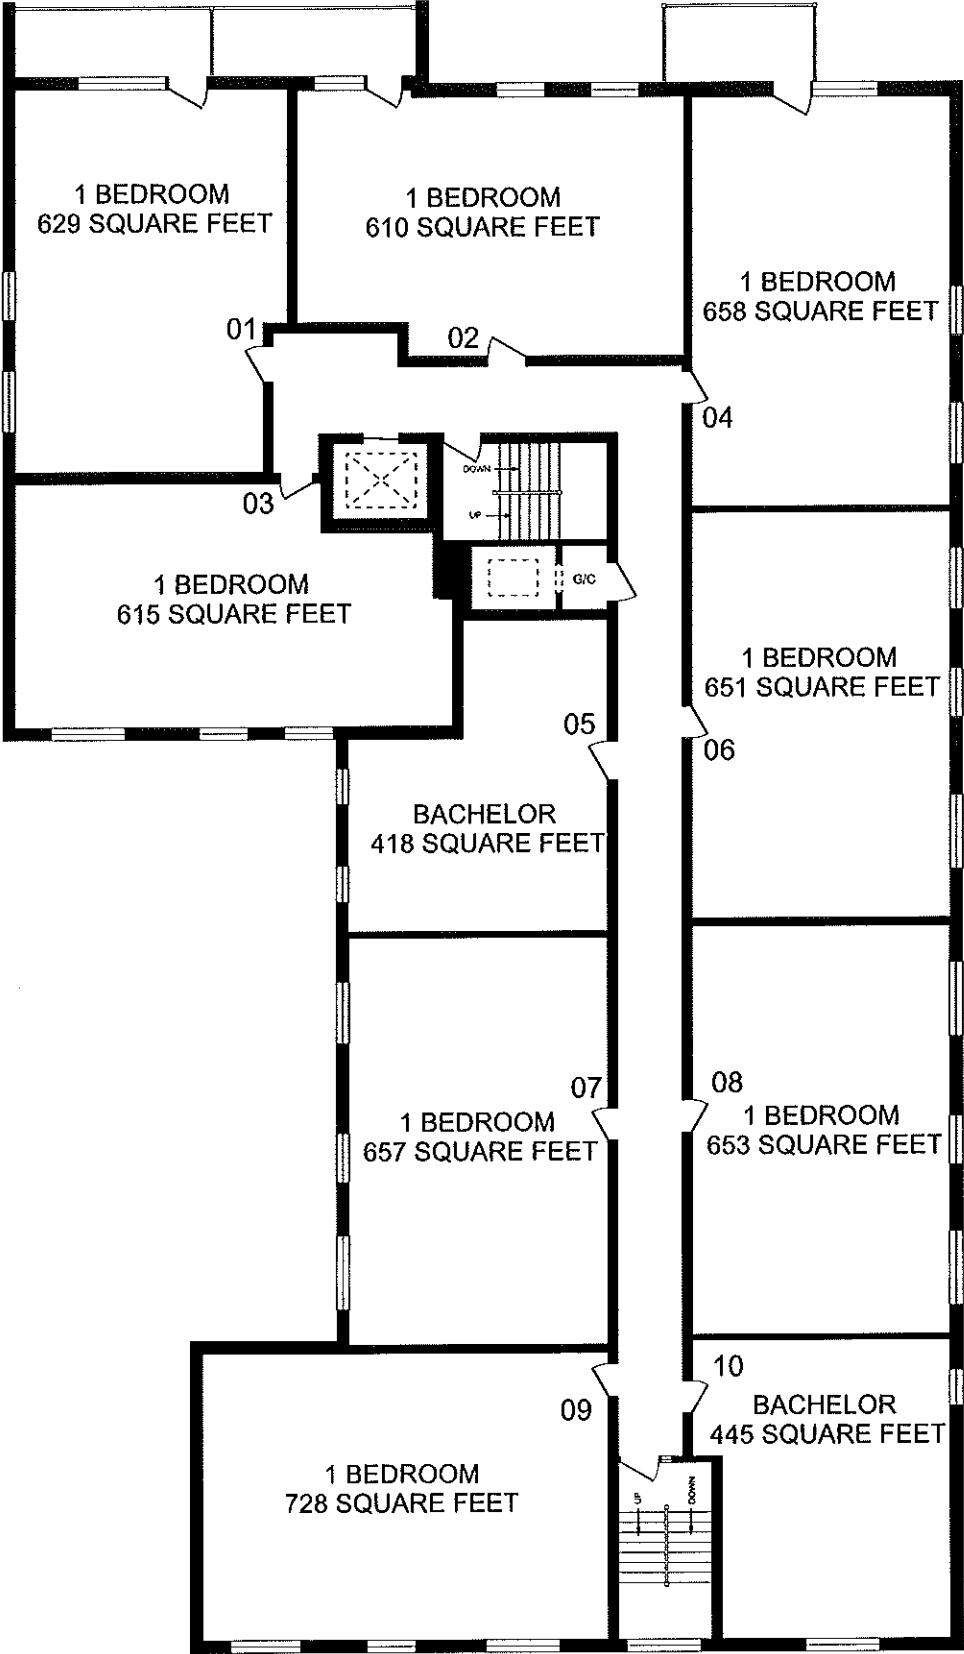 1 BEDROOM
629 SQUARE FEET
1 BEDROOM
610 SQUARE FEET
1 BEDROOM
658 SQUARE FEET
01
02
04
03
DOWN
UP
G/C
1 BEDROOM
615 SQUARE FEET
1 BEDROOM
651 SQUARE FEET
05
06
BACHELOR
418 SQUARE FEET
07
08
1 BEDROOM
657 SQUARE FEET
1 BEDROOM
653 SQUARE FEET
09
10
BACHELOR
445 SQUARE FEET
1 BEDROOM
728 SQUARE FEET
UP
DOWN